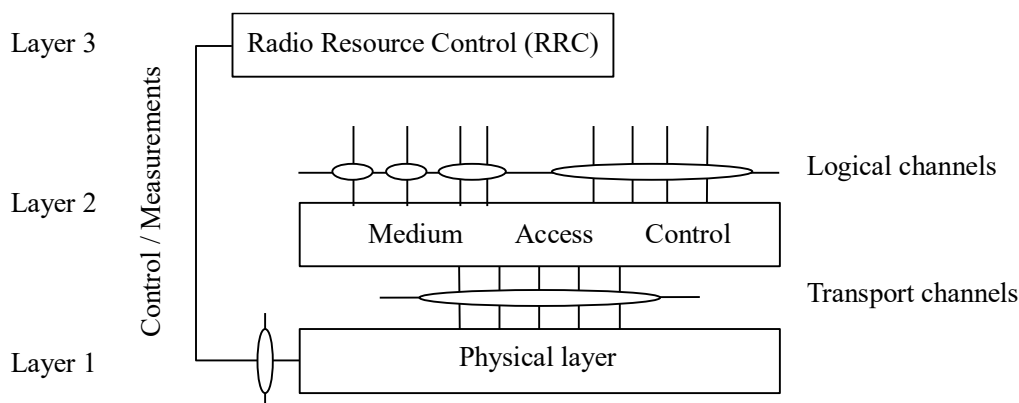 Layer 3
Radio Resource Control (RRC)
Control / Measurements
Logical channels
Layer 2
Medium Access Control
Transport channels
Layer 1
Physical layer